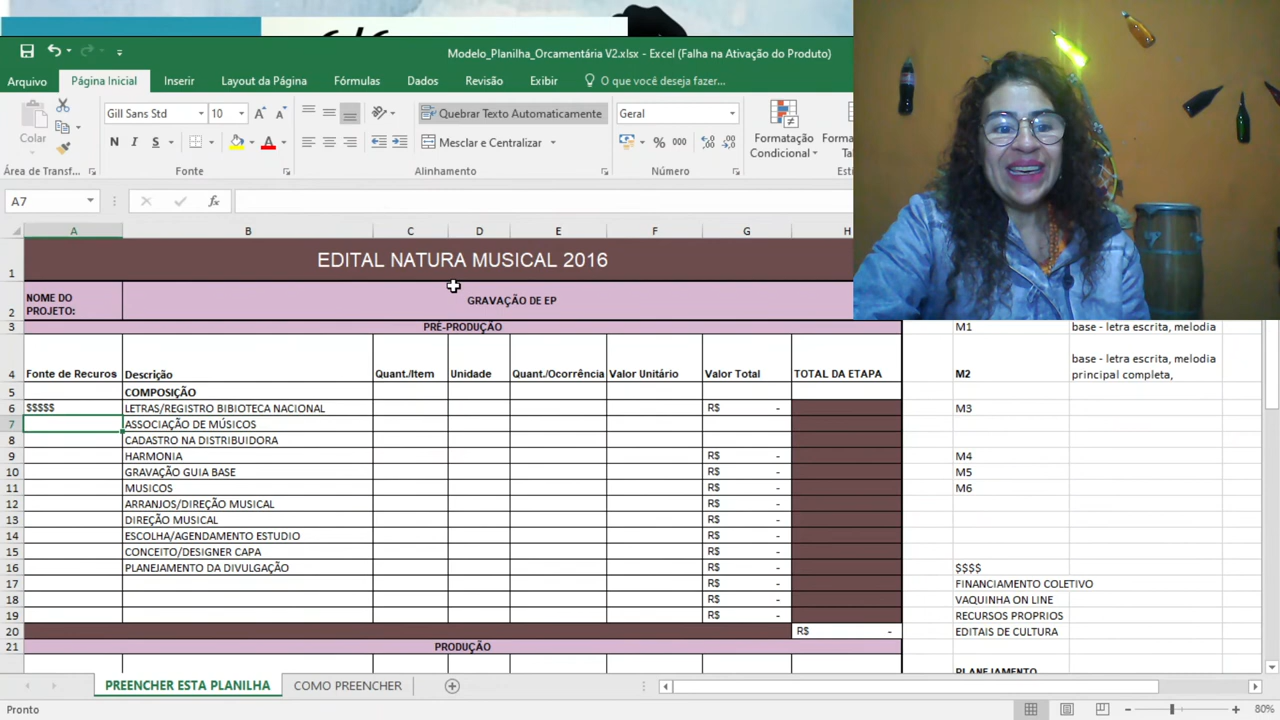 Modelo_Planilha_Orcamentária V2.xlsx - Excel (Falha na Ativação do Produto)
Arquivo Página Inicial Inserir Layout da Página Fórmulas Dados Revisão Exibir O que você deseja fazer...
Colar Gill Sans Std 10 A A Quebrar Texto Automaticamente Geral
N I S A Mesclar e Centralizar % 000 Formatação Condicional
Área de Transf... Fonte Alinhamento Número
A7 fx
A B C D E F G H
1 EDITAL NATURA MUSICAL 2016
2 NOME DO PROJETO: GRAVAÇÃO DE EP
3 PRÉ-PRODUÇÃO M1 base - letra escrita, melodia
4 Fonte de Recuros Descrição Quant./Item Unidade Quant./Ocorrência Valor Unitário Valor Total TOTAL DA ETAPA M2 base - letra escrita, melodia principal completa,
5 COMPOSIÇÃO
6 $$$$$ LETRAS/REGISTRO BIBIOTECA NACIONAL R$ - M3
7 ASSOCIAÇÃO DE MÚSICOS
8 CADASTRO NA DISTRIBUIDORA
9 HARMONIA R$ - M4
10 GRAVAÇÃO GUIA BASE R$ - M5
11 MUSICOS R$ - M6
12 ARRANJOS/DIREÇÃO MUSICAL R$ -
13 DIREÇÃO MUSICAL R$ -
14 ESCOLHA/AGENDAMENTO ESTUDIO R$ -
15 CONCEITO/DESIGNER CAPA R$ -
16 PLANEJAMENTO DA DIVULGAÇÃO R$ - $$$$
17 R$ - FINANCIAMENTO COLETIVO
18 R$ - VAQUINHA ON LINE
19 R$ - RECURSOS PROPRIOS
20 R$ - EDITAIS DE CULTURA
21 PRODUÇÃO
PLANEJAMENTO
PREENCHER ESTA PLANILHA COMO PREENCHER
Pronto 80%